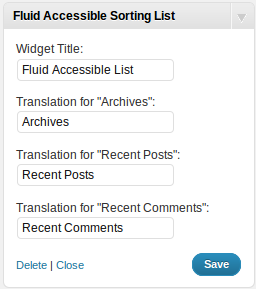 Fluid Accessible Sorting List
Widget Title:
Fluid Accessible List
Translation for "Archives":
Archives
Translation for "Recent Posts":
Recent Posts
Translation for "Recent Comments":
Recent Comments
Delete | Close
Save